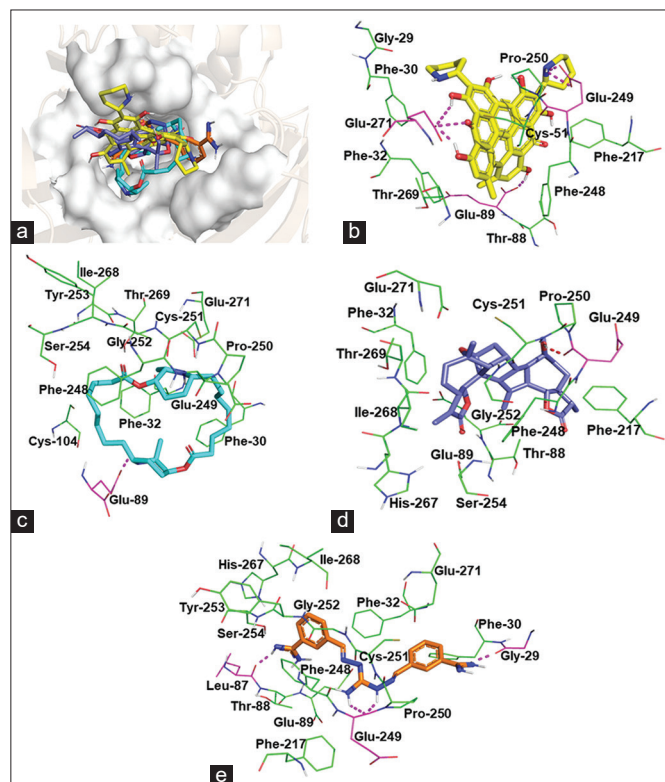 a
Gly-29
Phe-30
Pro-250
Glu-249
Glu-271
Cys-51
Phe-32
Phe-217
Thr-269
Phe-248
Glu-89
Thr-88
b
Ile-268
Tyr-253
Thr-269
Glu-271
Cys-251
Ser-254
Gly-252
Pro-250
Phe-248
Glu-249
Phe-32
Cys-104
Phe-30
Glu-89
c
Glu-271
Pro-250
Cys-251
Glu-249
Phe-32
Thr-269
Ile-268
Gly-252
Phe-248
Phe-217
Glu-89
Thr-88
His-267
Ser-254
d
His-267
Ile-268
Glu-271
Tyr-253
Gly-252
Phe-32
Ser-254
Phe-30
Cys-251
Gly-29
Phe-248
Leu-87
Thr-88
Pro-250
Glu-89
Glu-249
Phe-217
e